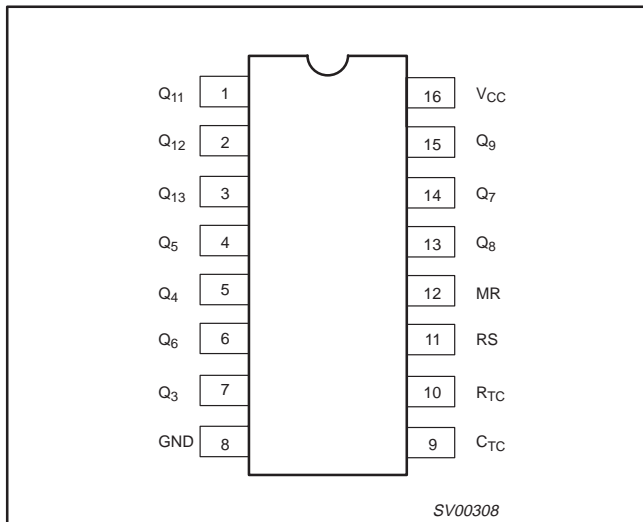 Q11 1 16 VCC
Q12 2 15 Q9
Q13 3 14 Q7
Q5 4 13 Q8
Q4 5 12 MR
Q6 6 11 RS
Q3 7 10 RTC
GND 8 9 CTC
SV00308